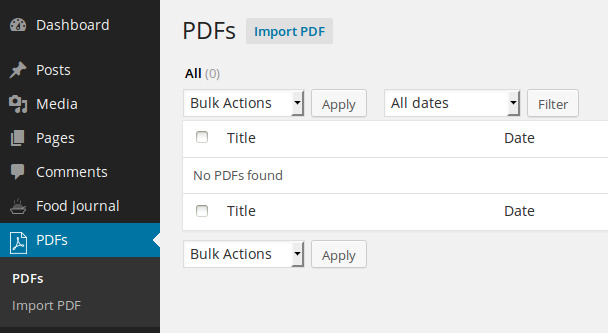 Dashboard
Posts
Media
Pages
Comments
Food Journal
PDFs
PDFs
Import PDF
PDFs Import PDF
All (0)
Bulk Actions Apply All dates Filter
Title Date
No PDFs found
Title Date
Bulk Actions Apply